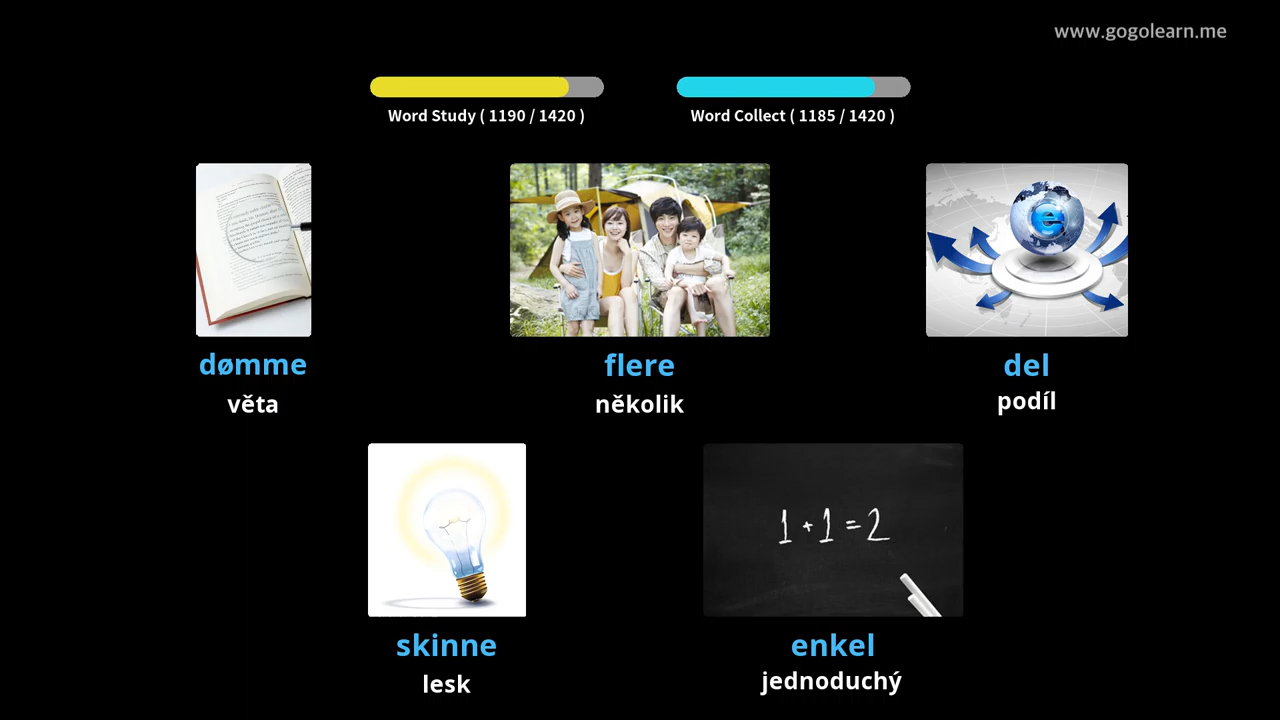 www.gogolearn.me
Word Study ( 1190 / 1420 )
Word Collect ( 1185 / 1420 )
dømme
věta
flere
několik
del
podíl
e
1 + 1 = 2
skinne
lesk
enkel
jednoduchý